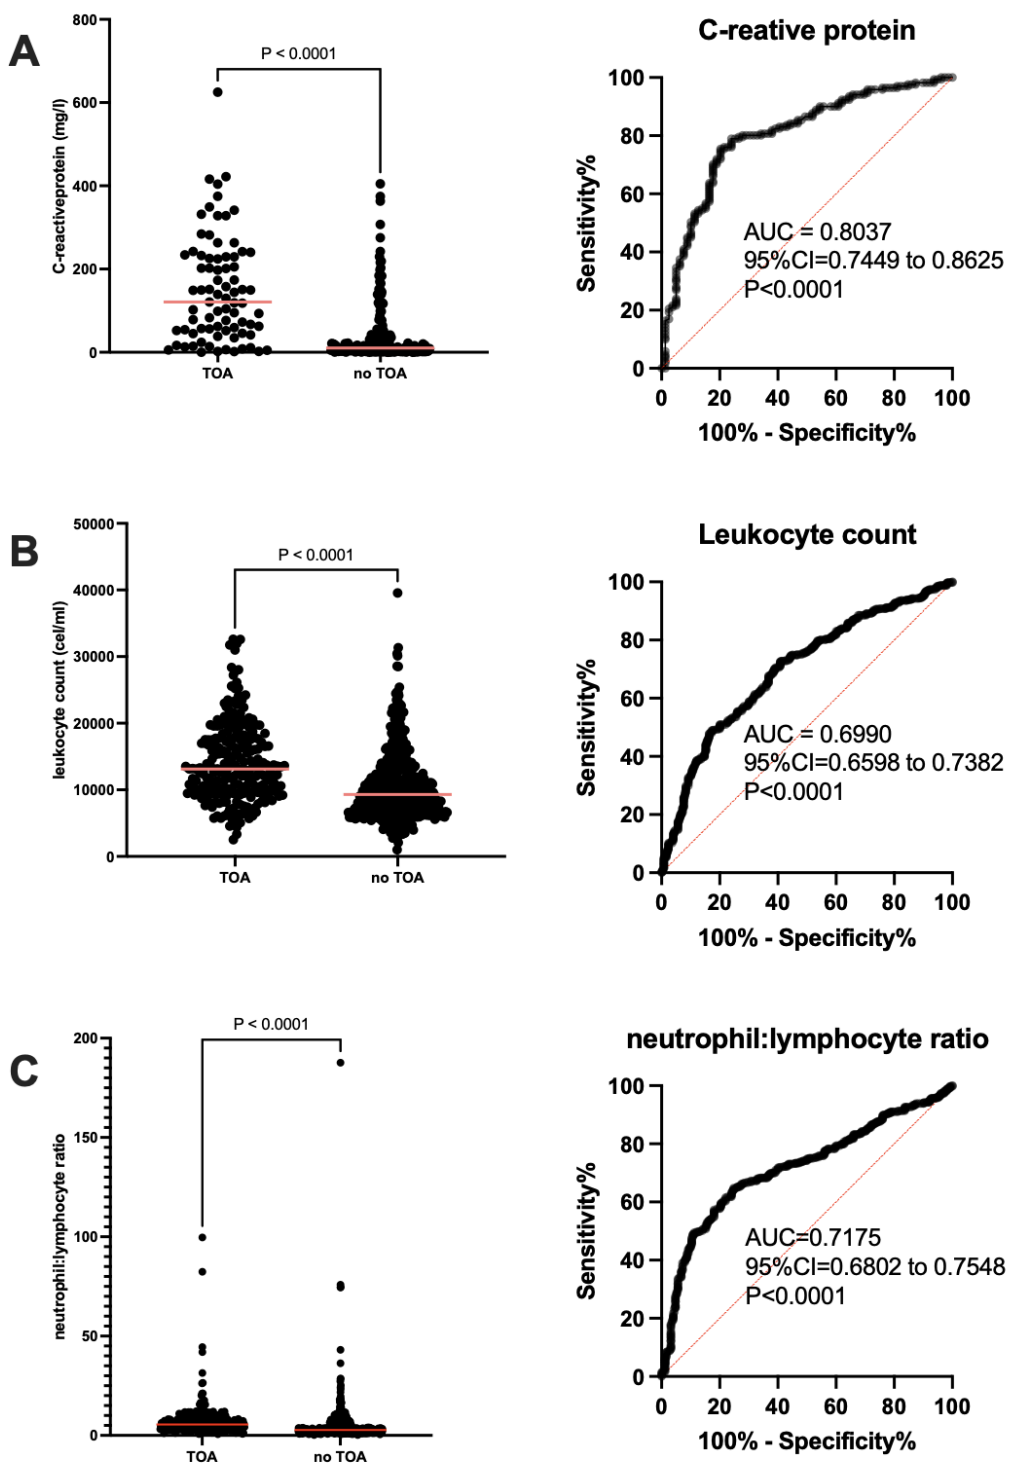 A
800
600
400
200
0
C-reactiveprotein (mg/l)
P < 0.0001
TOA
no TOA
C-reative protein
100
80
60
40
20
0
Sensitivity%
AUC = 0.8037
95%CI=0.7449 to 0.8625
P<0.0001
0 20 40 60 80 100
100% - Specificity%
B
50000
40000
30000
20000
10000
0
leukocyte count (cel/ml)
P < 0.0001
TOA
no TOA
Leukocyte count
100
80
60
40
20
0
Sensitivity%
AUC = 0.6990
95%CI=0.6598 to 0.7382
P<0.0001
0 20 40 60 80 100
100% - Specificity%
C
200
150
100
50
0
neutrophil:lymphocyte ratio
P < 0.0001
TOA
no TOA
neutrophil:lymphocyte ratio
100
80
60
40
20
0
Sensitivity%
AUC=0.7175
95%CI=0.6802 to 0.7548
P<0.0001
0 20 40 60 80 100
100% - Specificity%